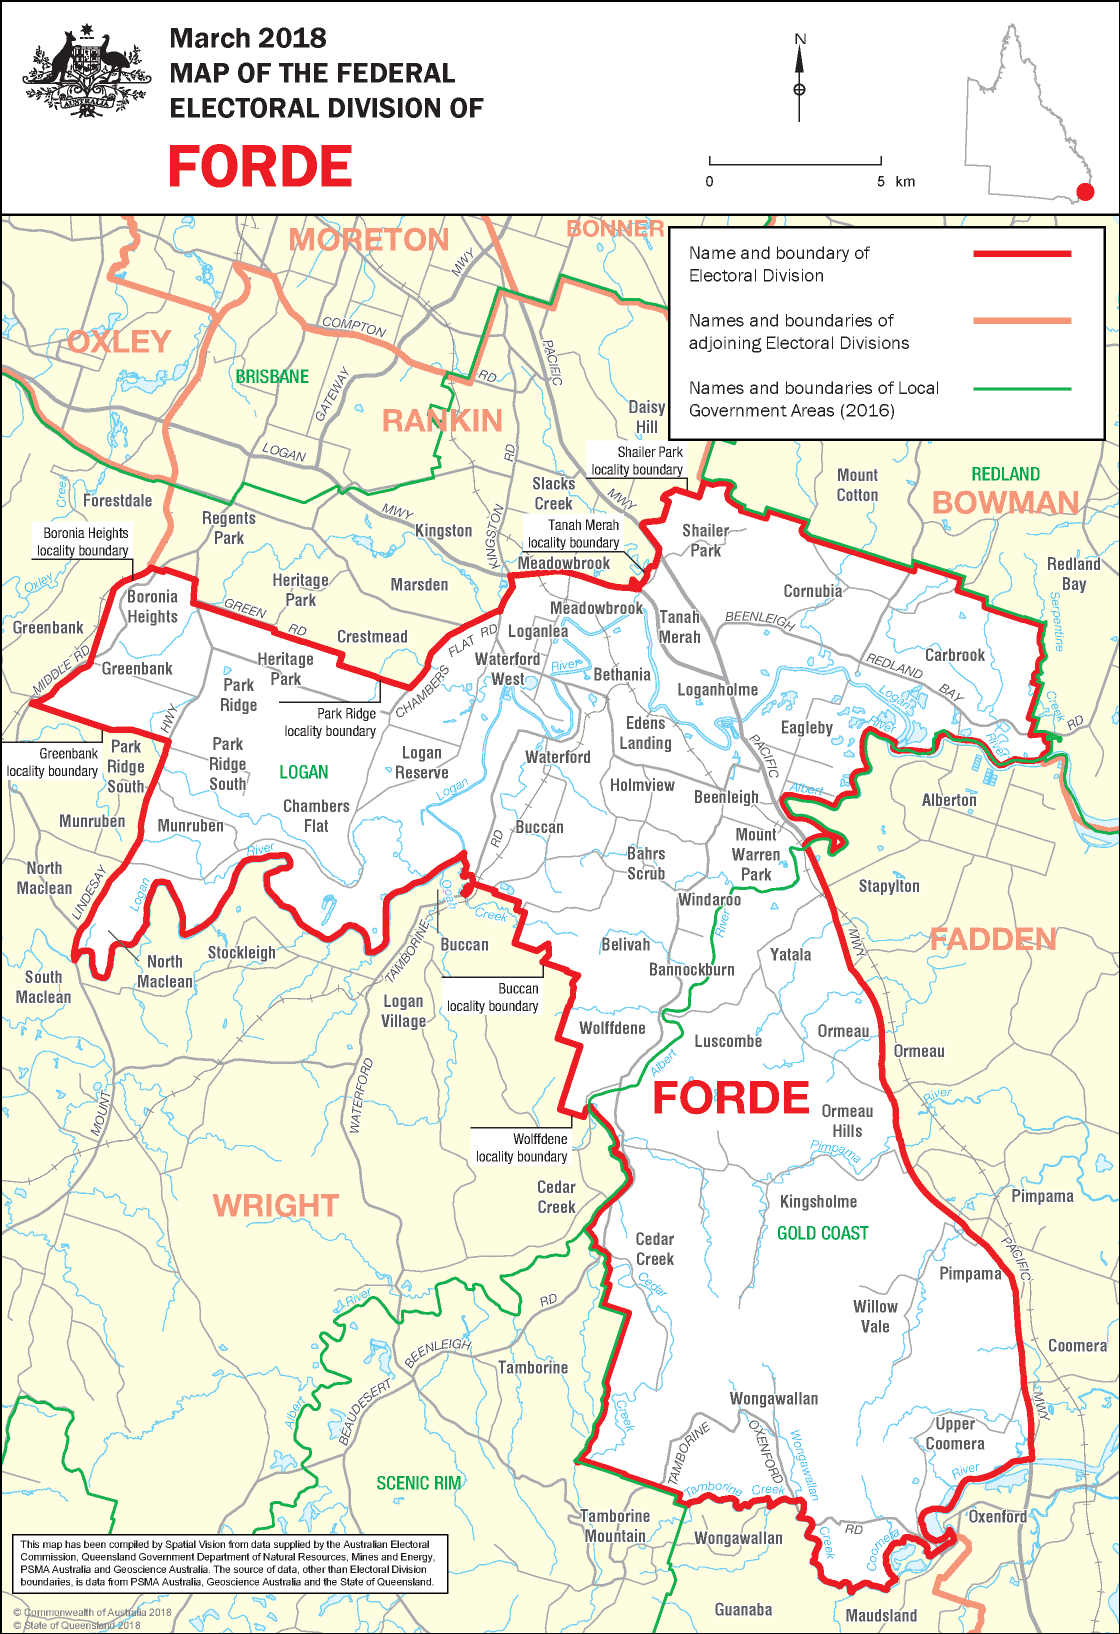 March 2018
MAP OF THE FEDERAL
ELECTORAL DIVISION OF
FORDE
AUSTRALIA
N
0 5 km
Name and boundary of
Electoral Division
Names and boundaries of
adjoining Electoral Divisions
Names and boundaries of Local
Government Areas (2016)
MORETON
BONNER
MWY
OXLEY
COMPTON
BRISBANE
GATEWAY
RD
PACIFIC
RANKIN
Daisy
Hill
LOGAN
RD
Shailer Park
locality boundary
Mount
Cotton
REDLAND
BOWMAN
Creek
Forestdale
Slacks
Creek
MWY
Regents
Park
MWY
Kingston
KINGSTON
Tanah Merah
locality boundary
Shailer
Park
Boronia Heights
locality boundary
Meadowbrook
Redland
Bay
Oxley
Heritage
Park
Marsden
Cornubia
Boronia
Heights
GREEN
RD
Meadowbrook
Tanah
Merah
BEENLEIGH
Serpentine
Greenbank
Crestmead
FLAT RD
Loganlea
Carbrook
MIDDLE RD
Greenbank
Heritage
Park
Waterford
West
River
Bethania
REDLAND
BAY
Park
Ridge
CHAMBERS
Loganholme
Logan
River
Creek
RD
HWY
Park Ridge
locality boundary
Edens
Landing
Eagleby
River
Greenbank
locality boundary
Park
Ridge
South
Park
Ridge
South
LOGAN
Logan
Reserve
Waterford
PACIFIC
Logan
Holmview
Albert
Beenleigh
Alberton
Chambers
Flat
Munruben
Munruben
RD
Buccan
Mount
Warren
Park
River
Bahrs
Scrub
North
Maclean
LINDESAY
Logan
Windaroo
Stapylton
Logan
Creek
River
MWY
Buccan
Belivah
FADDEN
Stockleigh
TAMBORINE
Yatala
North
Maclean
Bannockburn
South
Maclean
Buccan
locality boundary
Logan
Village
Wolffdene
Luscombe
Ormeau
Ormeau
Albert
FORDE
River
MOUNT
WATERFORD
Ormeau
Hills
Wolffdene
locality boundary
Pimpama
WRIGHT
Cedar
Creek
Kingsholme
Pimpama
GOLD COAST
Cedar
Creek
PACIFIC
Pimpama
Cedar
River
RD
Willow
Vale
BEENLEIGH
Coomera
Tamborine
Albert
BEAUDESERT
Creek
Wongawallan
MWY
TAMBORINE
OXENFORD
Wongawallan
Upper
Coomera
River
SCENIC RIM
Tamborine Creek
Tamborine
Mountain
Wongawallan
RD
Creek
Coomera
Oxenford
Guanaba
Maudsland
This map has been compiled by Spatial Vision from data supplied by the Australian Electoral
Commission, Queensland Government Department of Natural Resources, Mines and Energy,
PSMA Australia and Geoscience Australia. The source of data, other than Electoral Division
boundaries, is data from PSMA Australia, Geoscience Australia and the State of Queensland.
© Commonwealth of Australia 2018
© State of Queensland 2018